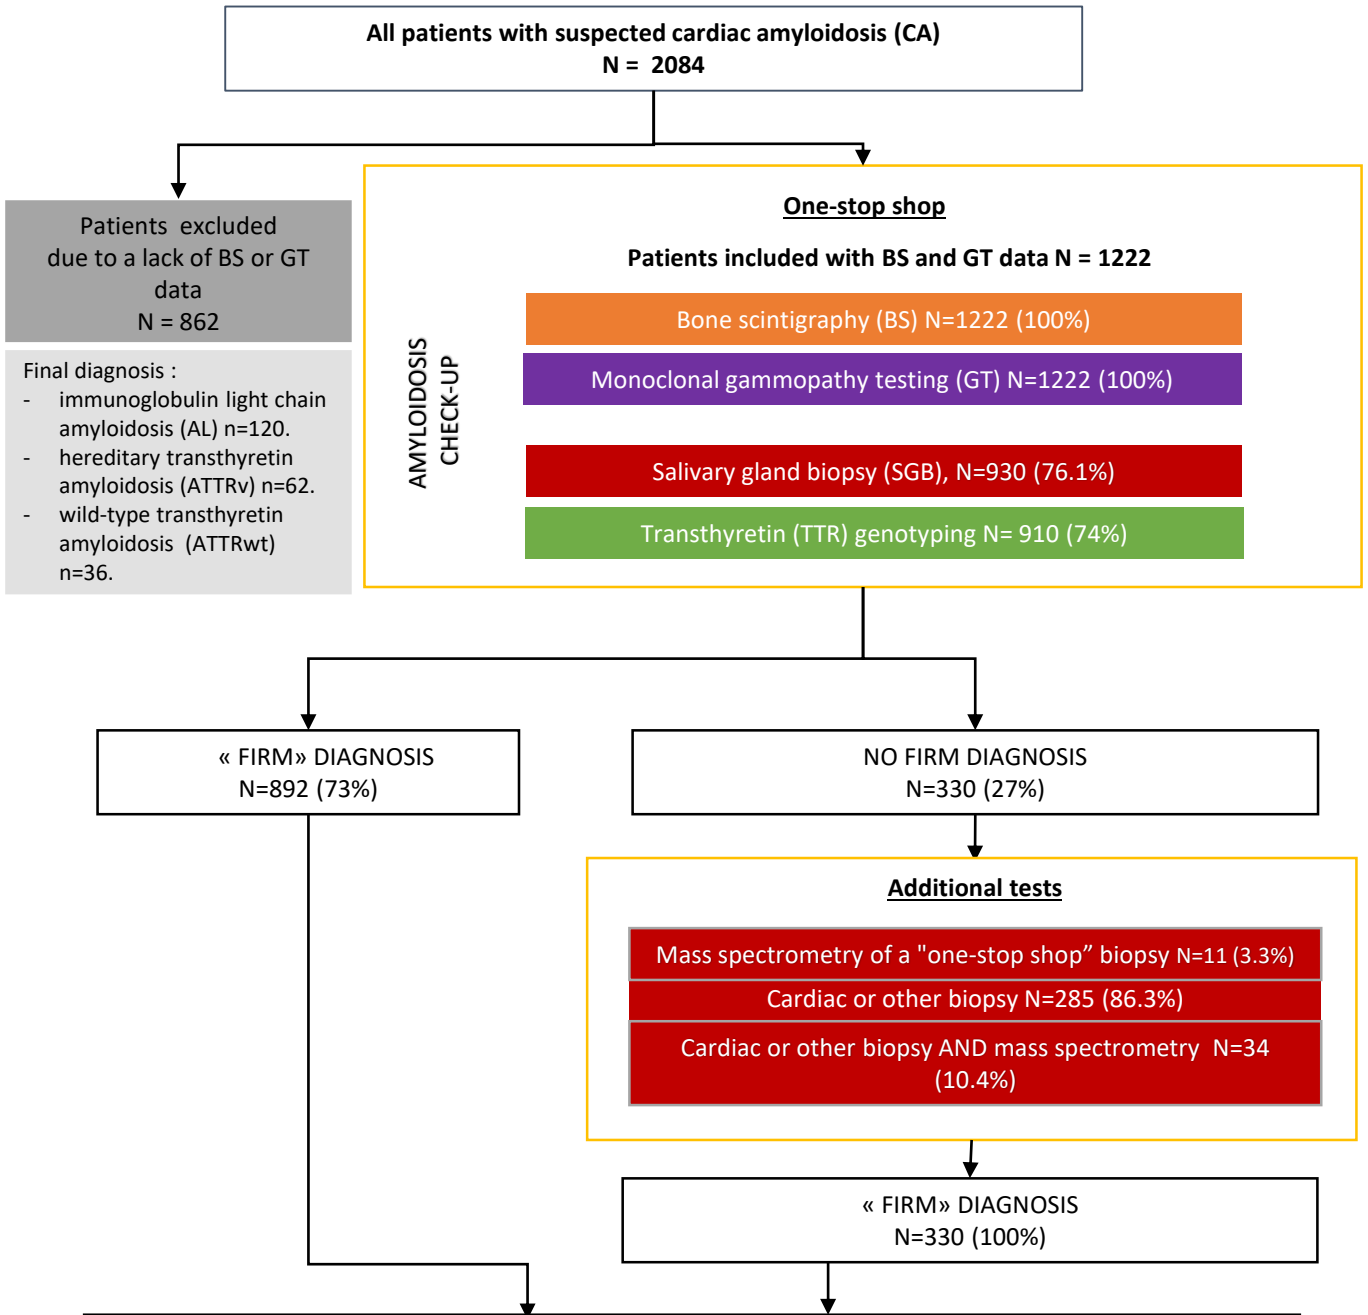 All patients with suspected cardiac amyloidosis (CA)
N = 2084
Patients excluded
due to a lack of BS or GT
data
N = 862
Final diagnosis :
- immunoglobulin light chain
amyloidosis (AL) n=120.
- hereditary transthyretin
amyloidosis (ATTRv) n=62.
- wild-type transthyretin
amyloidosis (ATTRwt)
n=36.
One-stop shop
Patients included with BS and GT data N = 1222
AMYLOIDOSIS
CHECK-UP
Bone scintigraphy (BS) N=1222 (100%)
Monoclonal gammopathy testing (GT) N=1222 (100%)
Salivary gland biopsy (SGB), N=930 (76.1%)
Transthyretin (TTR) genotyping N= 910 (74%)
« FIRM» DIAGNOSIS
N=892 (73%)
NO FIRM DIAGNOSIS
N=330 (27%)
Additional tests
Mass spectrometry of a "one-stop shop” biopsy N=11 (3.3%)
Cardiac or other biopsy N=285 (86.3%)
Cardiac or other biopsy AND mass spectrometry N=34
(10.4%)
« FIRM» DIAGNOSIS
N=330 (100%)